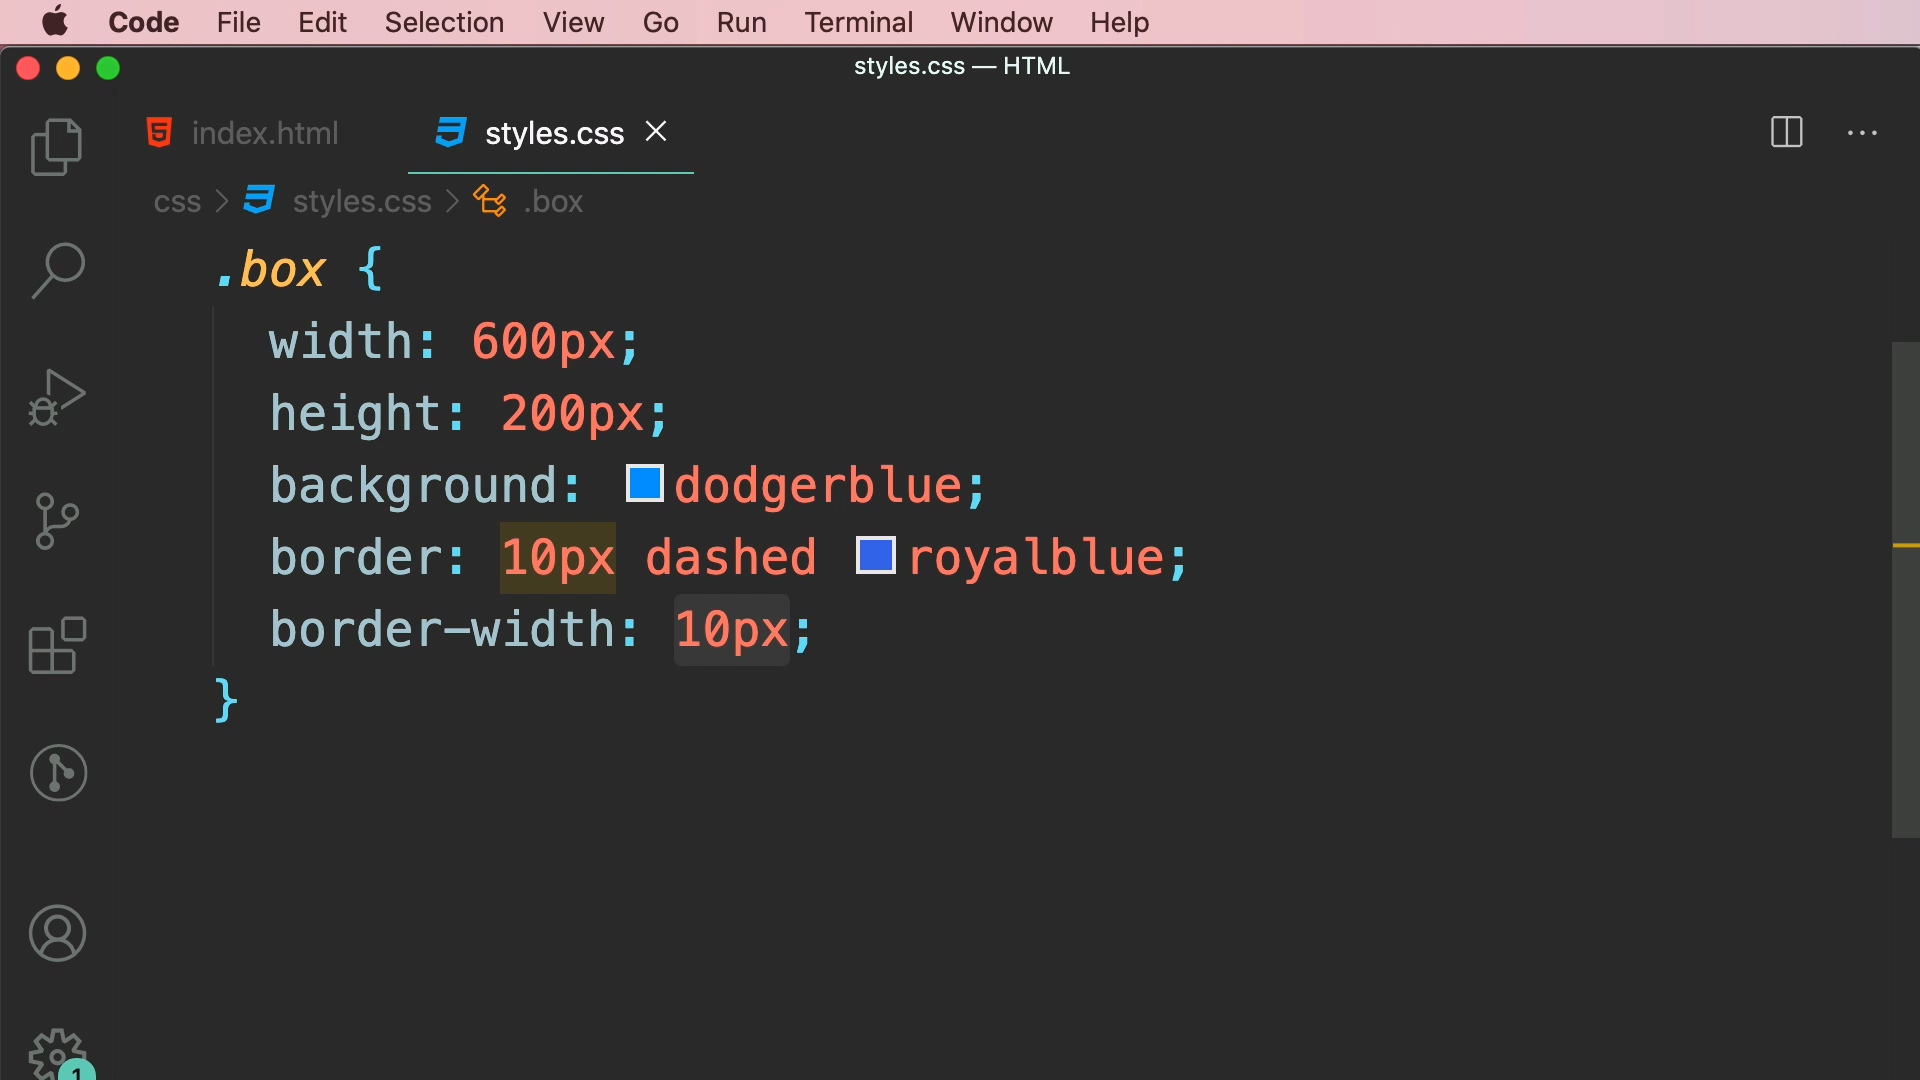 Code File Edit Selection View Go Run Terminal Window Help
styles.css — HTML
index.html styles.css
css > styles.css > .box
.box {
width: 600px;
height: 200px;
background: dodgerblue;
border: 10px dashed royalblue;
border-width: 10px;
}
1